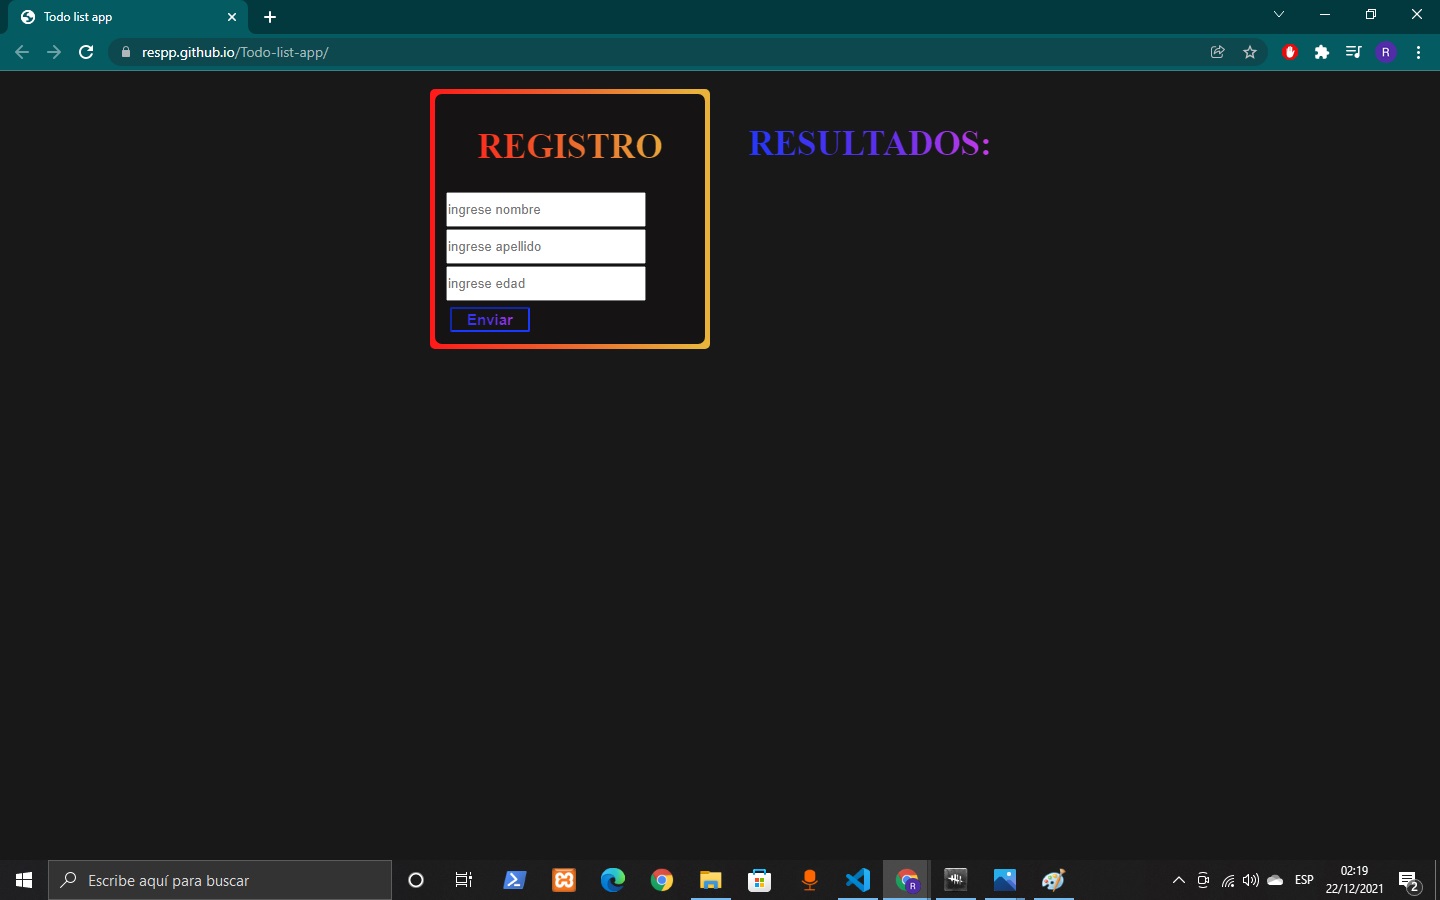 Todo list app
respp.github.io/Todo-list-app/
R
REGISTRO
RESULTADOS:
ingrese nombre
ingrese apellido
ingrese edad
Enviar
Escribe aquí para buscar
R
ESP
02:19
22/12/2021
2